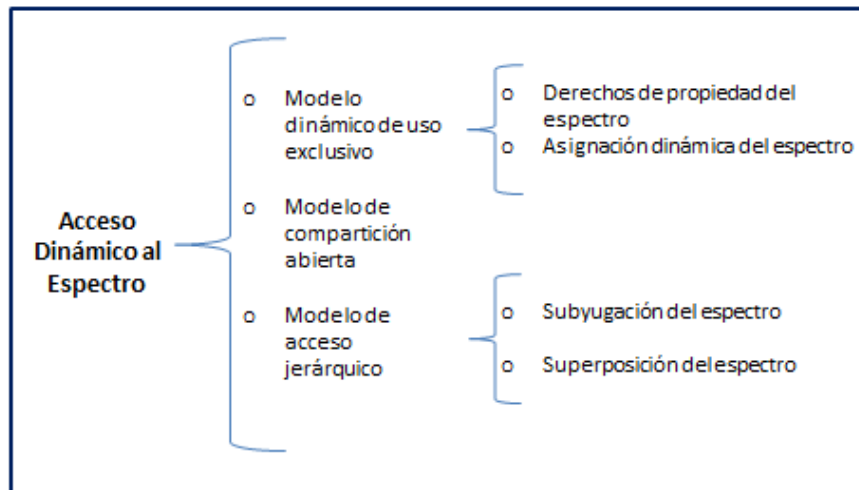 Acceso
Dinámico al
Espectro
o Modelo
dinámico de uso
exclusivo
o Modelo de
compartición
abierta
o Modelo de
acceso
jerárquico
o Derechos de propiedad del
espectro
o Asignación dinámica del espectro
o Subyugación del espectro
o Superposición del espectro